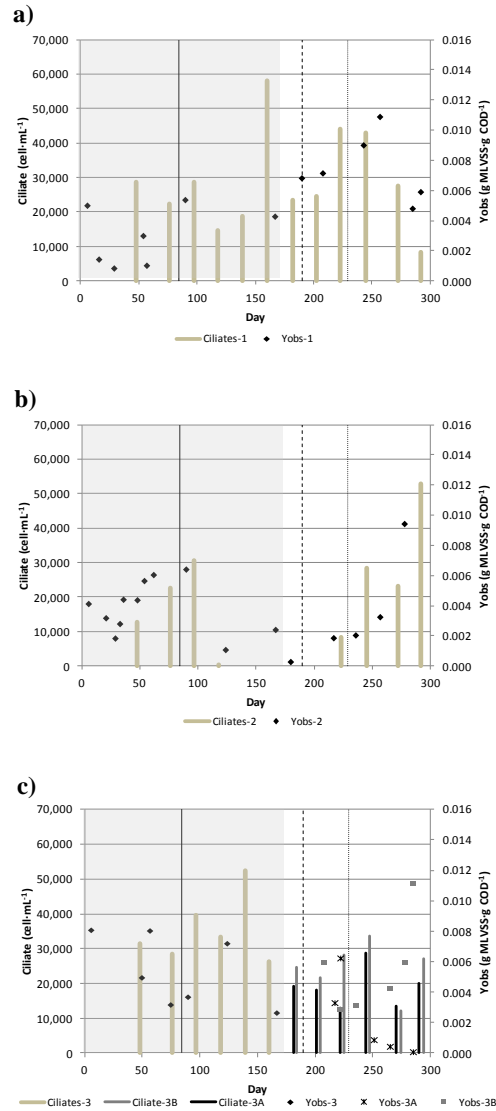 a)
70,000
60,000
50,000
40,000
30,000
20,000
10,000
0
Ciliate (cell·mL⁻¹)
0.016
0.014
0.012
0.010
0.008
0.006
0.004
0.002
0.000
Yobs (g MLVSS·g COD⁻¹)
0 50 100 150 200 250 300
Day
Ciliates-1 Yobs-1
b)
70,000
60,000
50,000
40,000
30,000
20,000
10,000
0
Ciliate (cell·mL⁻¹)
0.016
0.014
0.012
0.010
0.008
0.006
0.004
0.002
0.000
Yobs (g MLVSS·g COD⁻¹)
0 50 100 150 200 250 300
Day
Ciliates-2 Yobs-2
c)
70,000
60,000
50,000
40,000
30,000
20,000
10,000
0
Ciliate (cell·mL⁻¹)
0.016
0.014
0.012
0.010
0.008
0.006
0.004
0.002
0.000
Yobs (g MLVSS·g COD⁻¹)
0 50 100 150 200 250 300
Day
Ciliates-3 Ciliate-3B Ciliate-3A Yobs-3 Yobs-3A Yobs-3B